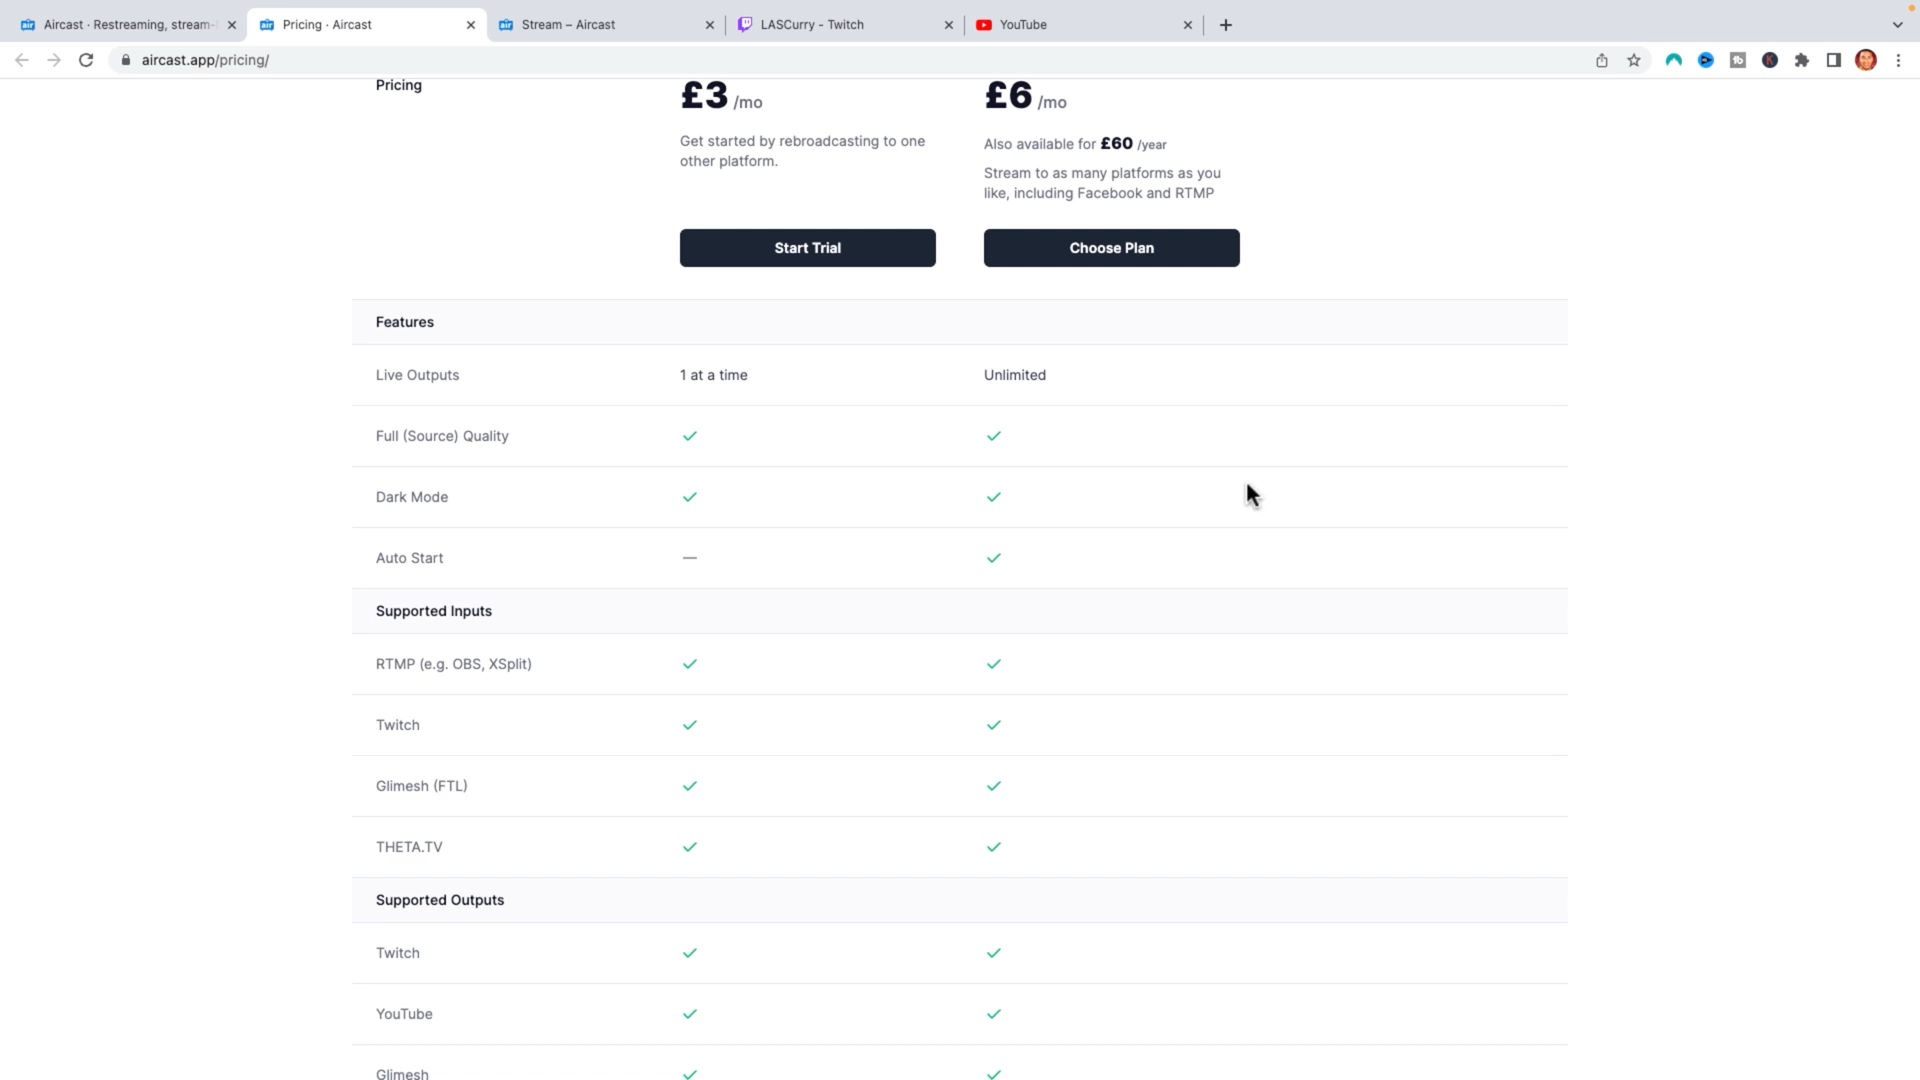 Aircast · Restreaming, stream-
Pricing · Aircast
Stream – Aircast
LASCurry - Twitch
YouTube
aircast.app/pricing/
Pricing
£3 /mo
£6 /mo
Get started by rebroadcasting to one
other platform.
Also available for £60 /year
Stream to as many platforms as you
like, including Facebook and RTMP
Start Trial
Choose Plan
Features
Live Outputs
1 at a time
Unlimited
Full (Source) Quality
Dark Mode
Auto Start
—
Supported Inputs
RTMP (e.g. OBS, XSplit)
Twitch
Glimesh (FTL)
THETA.TV
Supported Outputs
Twitch
YouTube
Glimesh